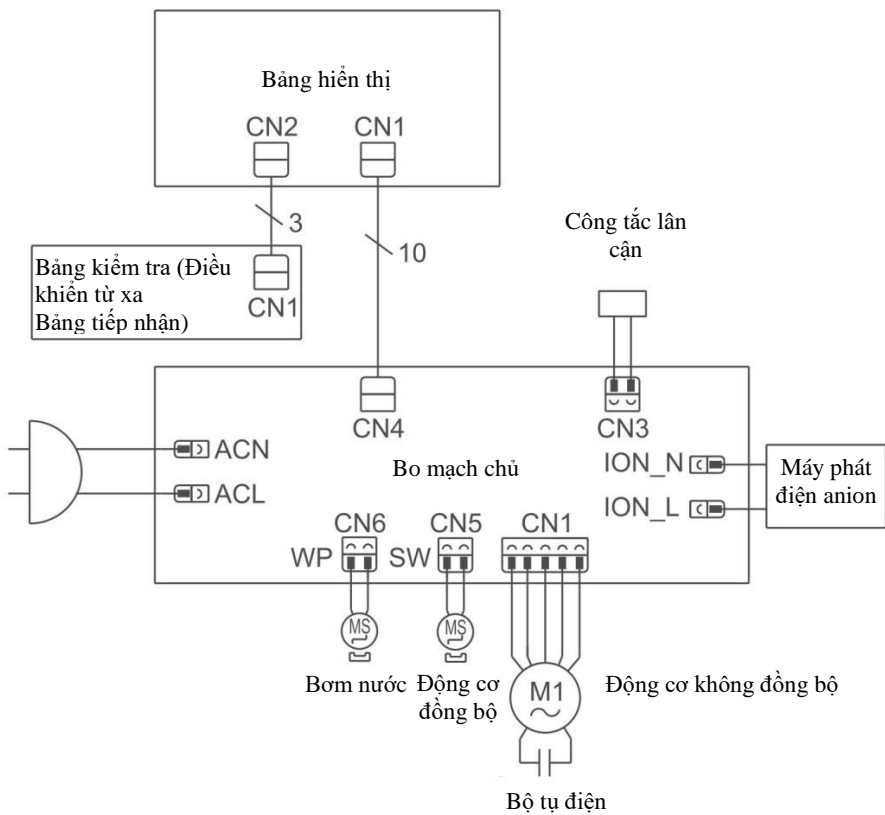 Bảng hiển thị
CN2
CN1
3
10
Công tắc lân
cận
Bảng kiểm tra (Điều
khiển từ xa
Bảng tiếp nhận)
CN1
CN4
CN3
ACN
ACL
Bo mạch chủ
ION_N
ION_L
Máy phát
điện anion
CN6
CN5
CN1
WP
SW
MS
MS
Bơm nước
Động cơ
đồng bộ
M1
Động cơ không đồng bộ
Bộ tụ điện